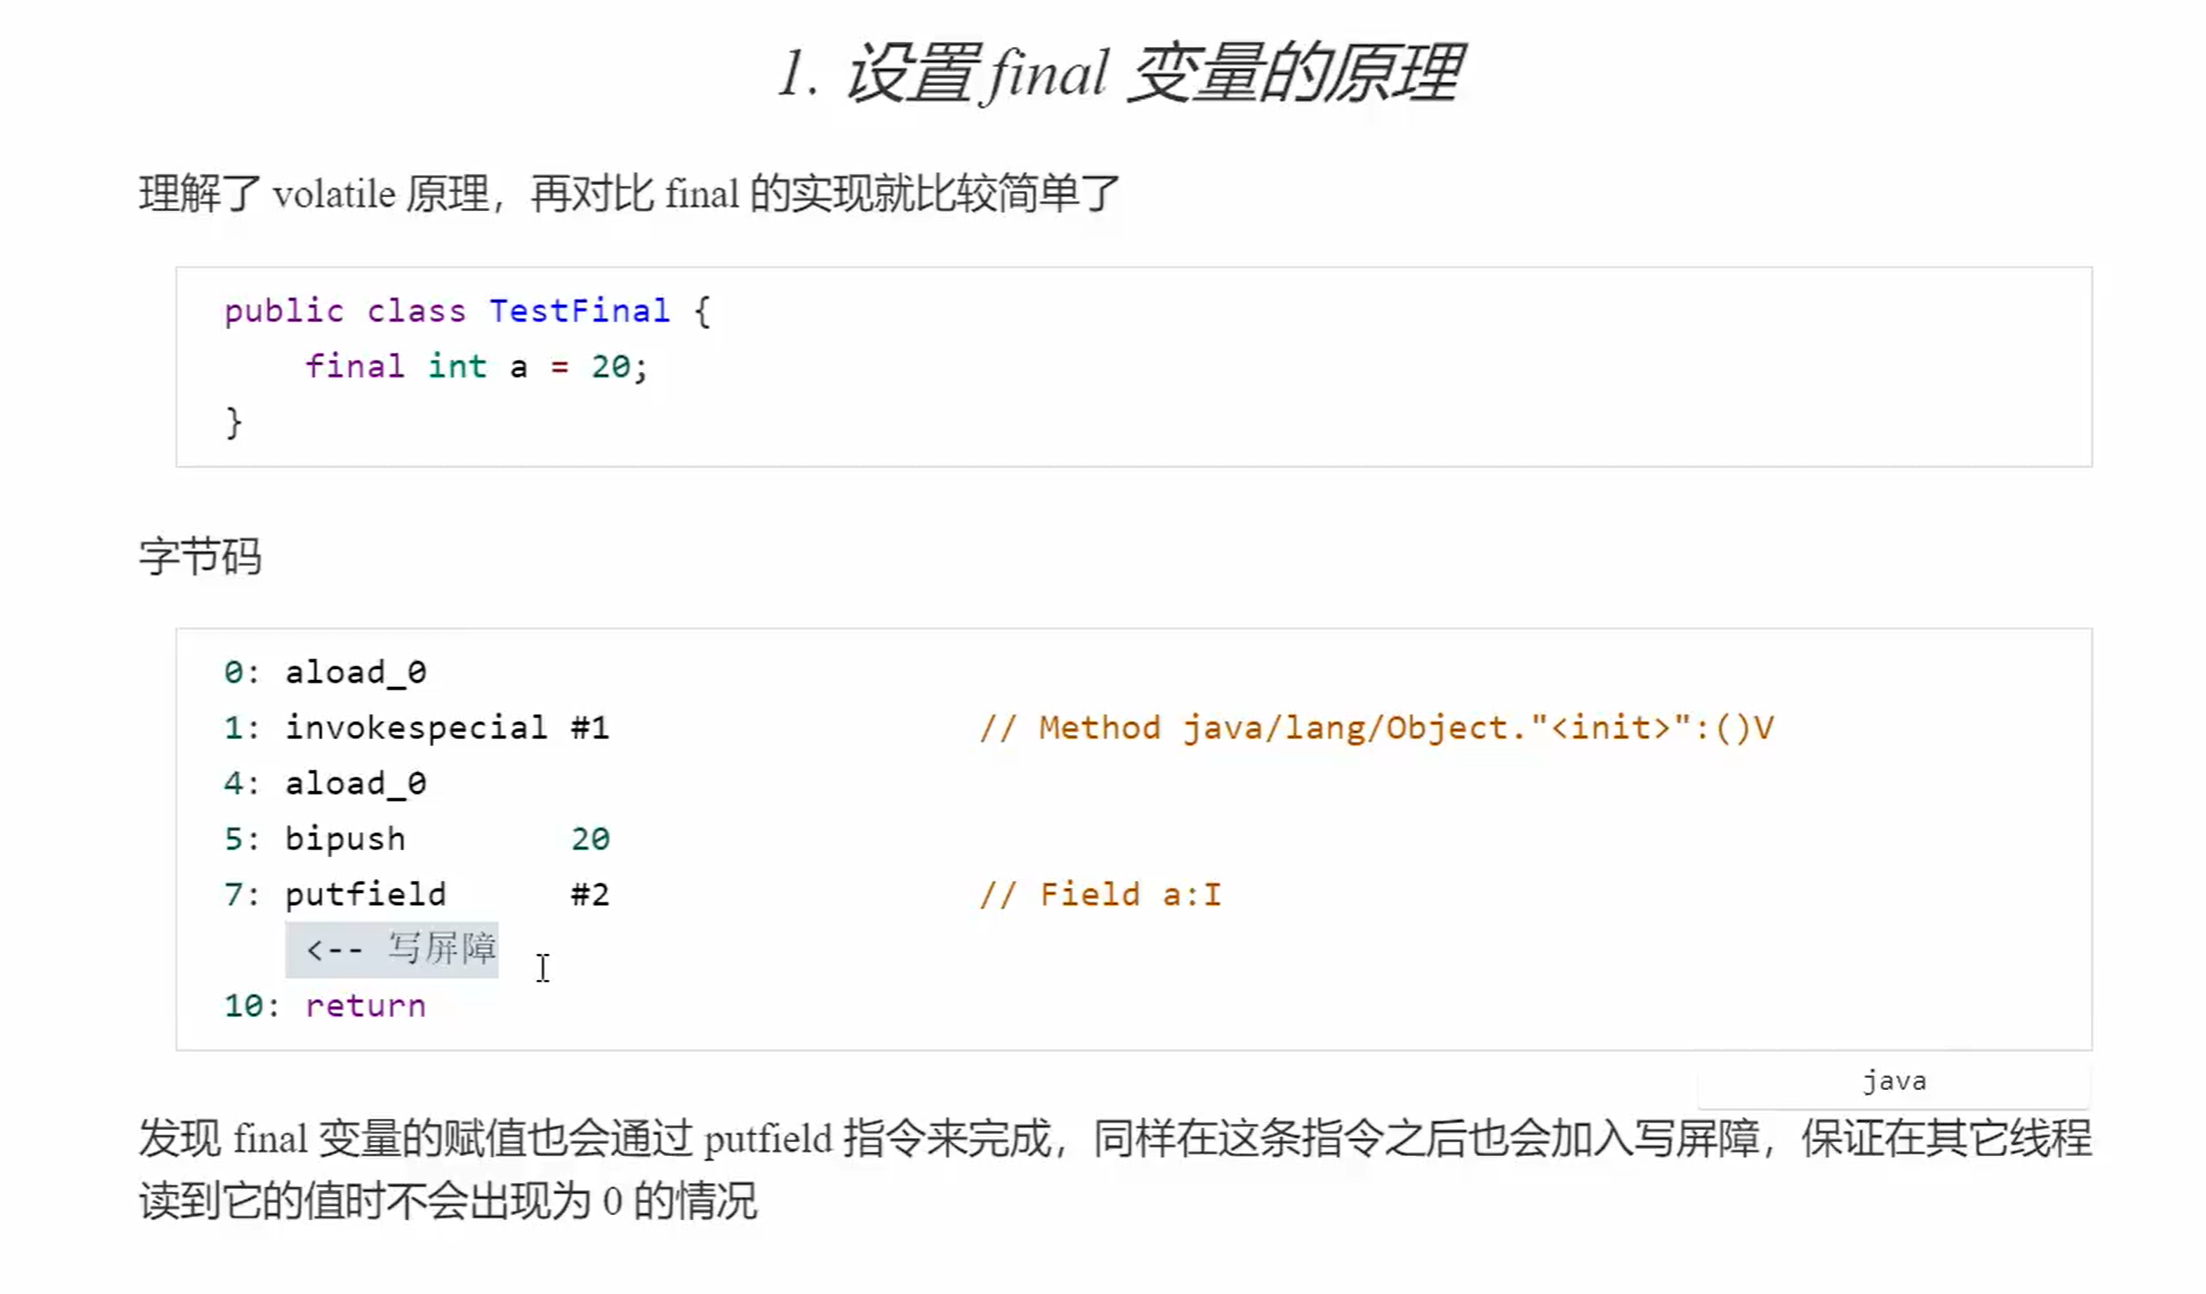 1. 设置 final 变量的原理
理解了 volatile 原理，再对比 final 的实现就比较简单了
public class TestFinal {
    final int a = 20;
}
字节码
0: aload_0
1: invokespecial #1                  // Method java/lang/Object."<init>":()V
4: aload_0
5: bipush        20
7: putfield      #2                  // Field a:I
    <-- 写屏障
10: return
java
发现 final 变量的赋值也会通过 putfield 指令来完成，同样在这条指令之后也会加入写屏障，保证在其它线程
读到它的值时不会出现为 0 的情况